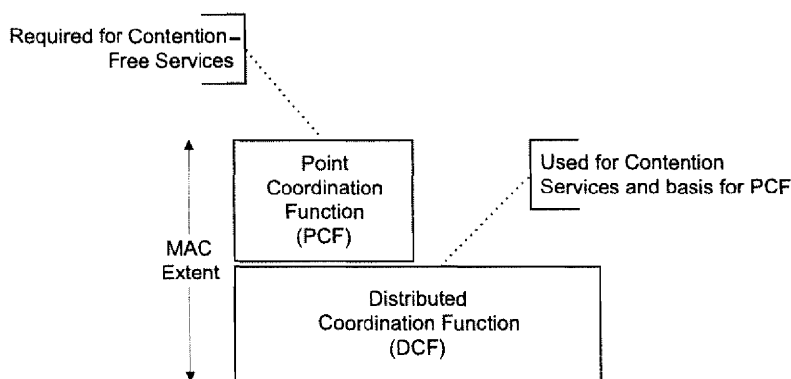 Required for Contention–
Free Services
Point
Coordination
Function
(PCF)
Used for Contention
Services and basis for PCF
MAC
Extent
Distributed
Coordination Function
(DCF)